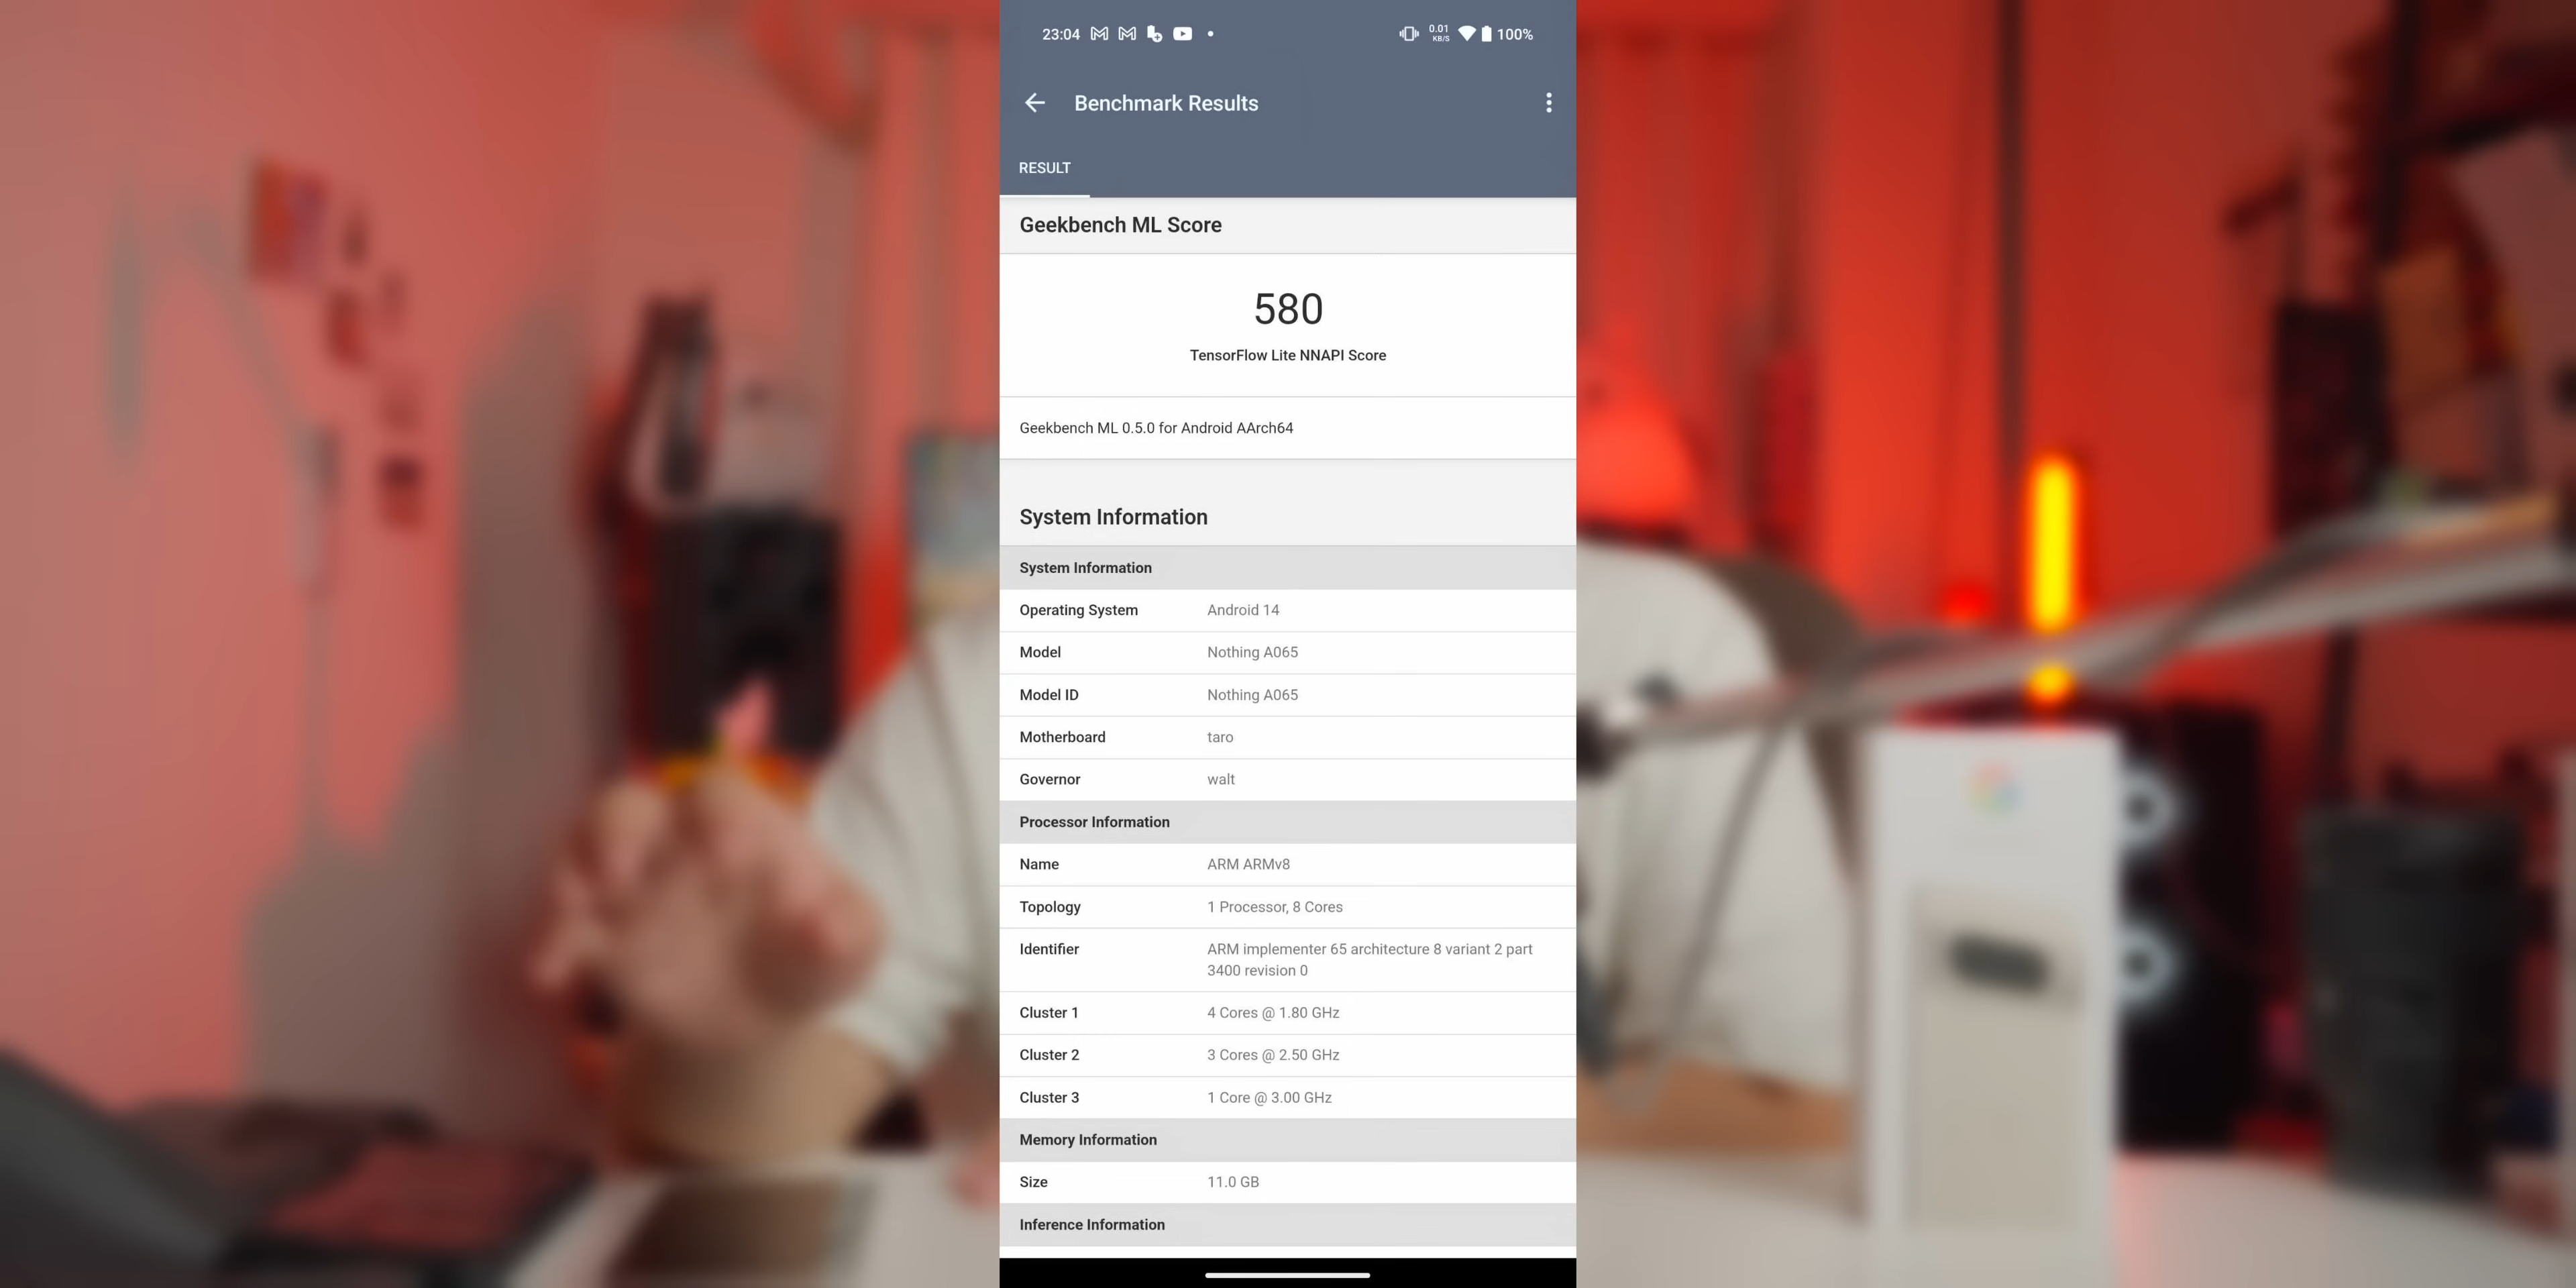 23:04 0.01 KB/S 100%
Benchmark Results
RESULT
Geekbench ML Score
580
TensorFlow Lite NNAPI Score
Geekbench ML 0.5.0 for Android AArch64
System Information
System Information
Operating System Android 14
Model Nothing A065
Model ID Nothing A065
Motherboard taro
Governor walt
Processor Information
Name ARM ARMv8
Topology 1 Processor, 8 Cores
Identifier ARM implementer 65 architecture 8 variant 2 part
3400 revision 0
Cluster 1 4 Cores @ 1.80 GHz
Cluster 2 3 Cores @ 2.50 GHz
Cluster 3 1 Core @ 3.00 GHz
Memory Information
Size 11.0 GB
Inference Information